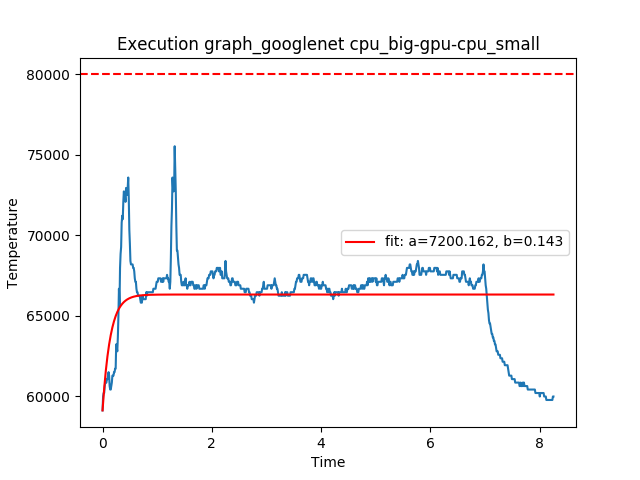 Execution graph_googlenet cpu_big-gpu-cpu_small
80000
75000
70000
65000
60000
Temperature
fit: a=7200.162, b=0.143
0 2 4 6 8
Time